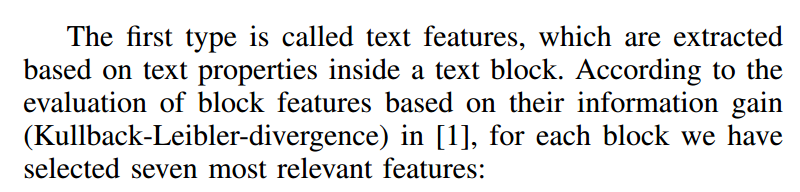 The first type is called text features, which are extracted
based on text properties inside a text block. According to the
evaluation of block features based on their information gain
(Kullback-Leibler-divergence) in [1], for each block we have
selected seven most relevant features: